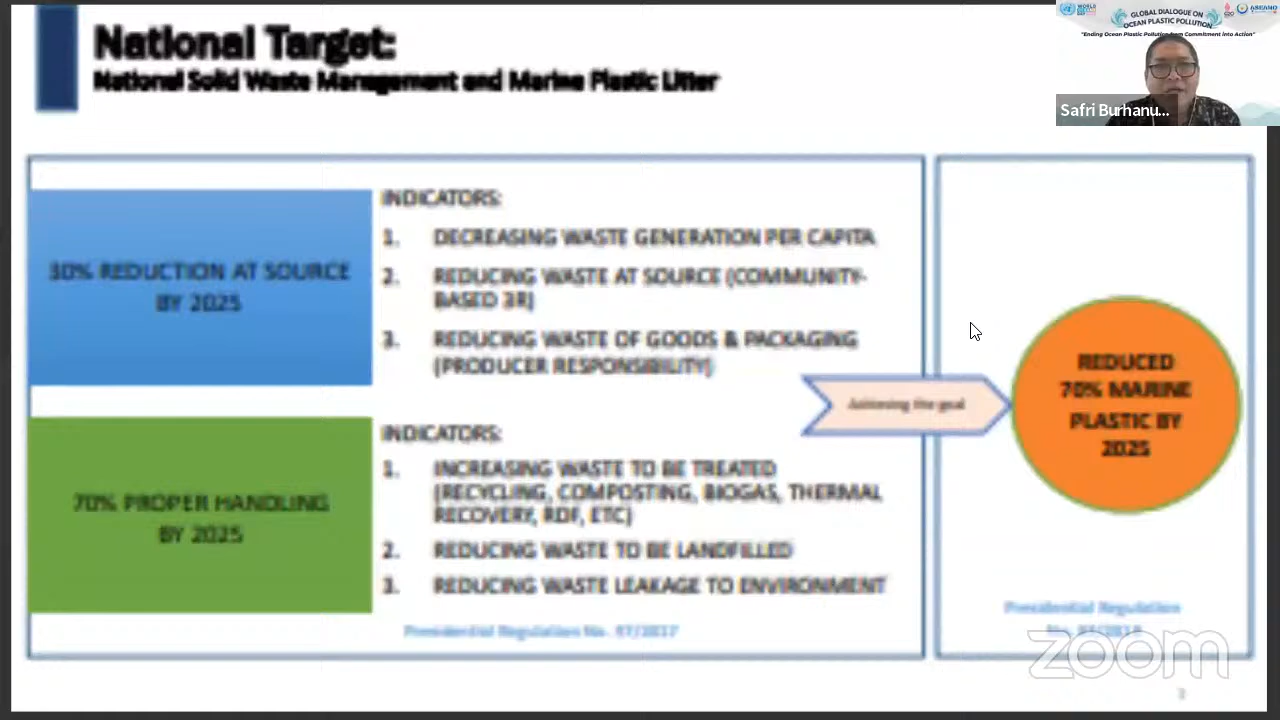 National Target:
National Solid Waste Management and Marine Plastic Litter
GLOBAL DIALOGUE ON
OCEAN PLASTIC POLLUTION
"Ending Ocean Plastic Pollution from Commitment into Action"
Safri Burhanu...
30% REDUCTION AT SOURCE
BY 2025
INDICATORS:
1. DECREASING WASTE GENERATION PER CAPITA
2. REDUCING WASTE AT SOURCE (COMMUNITY-
BASED 3R)
3. REDUCING WASTE OF GOODS & PACKAGING
(PRODUCER RESPONSIBILITY)
70% PROPER HANDLING
BY 2025
INDICATORS:
1. INCREASING WASTE TO BE TREATED
(RECYCLING, COMPOSTING, BIOGAS, THERMAL
RECOVERY, RDF, ETC)
2. REDUCING WASTE TO BE LANDFILLED
3. REDUCING WASTE LEAKAGE TO ENVIRONMENT
Presidential Regulation No. 97/2017
Achieving the goal
REDUCED
70% MARINE
PLASTIC BY
2025
Presidential Regulation
zoom